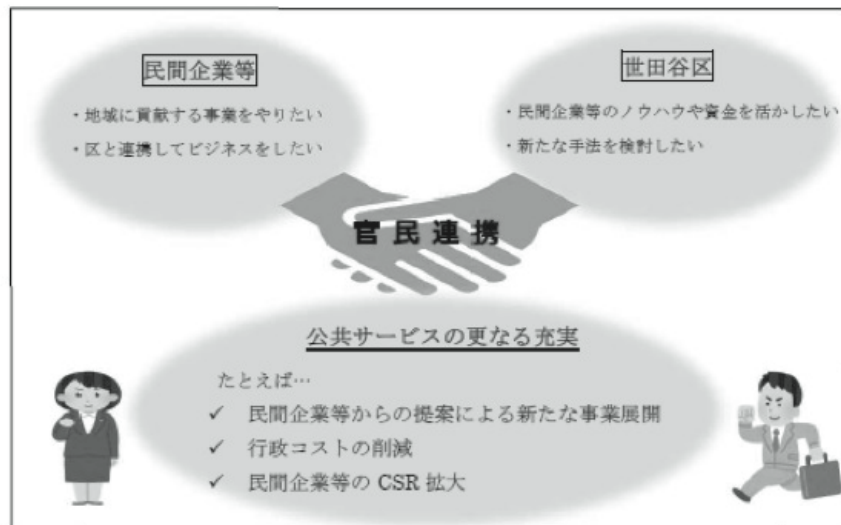 民間企業等
・地域に貢献する事業をやりたい
・区と連携してビジネスをしたい
世田谷区
・民間企業等のノウハウや資金を活かしたい
・新たな手法を検討したい
官民連携
公共サービスの更なる充実
たとえば…
✓ 民間企業等からの提案による新たな事業展開
✓ 行政コストの削減
✓ 民間企業等の CSR 拡大